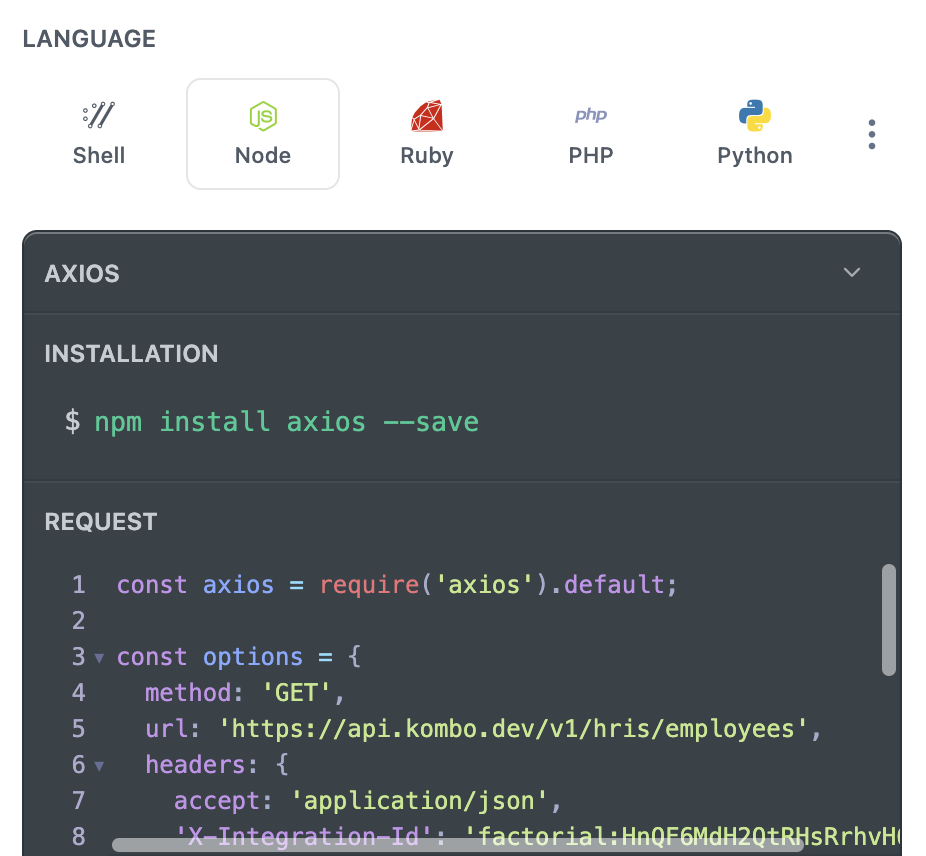 LANGUAGE
JS php
Shell Node Ruby PHP Python
AXIOS
INSTALLATION
$ npm install axios --save
REQUEST
1 const axios = require('axios').default;
2
3 const options = {
4 method: 'GET',
5 url: 'https://api.kombo.dev/v1/hris/employees',
6 headers: {
7 accept: 'application/json',
8 'X-Integration-Id': 'factorial:HnQF6MdH2QtRHsRrhvH